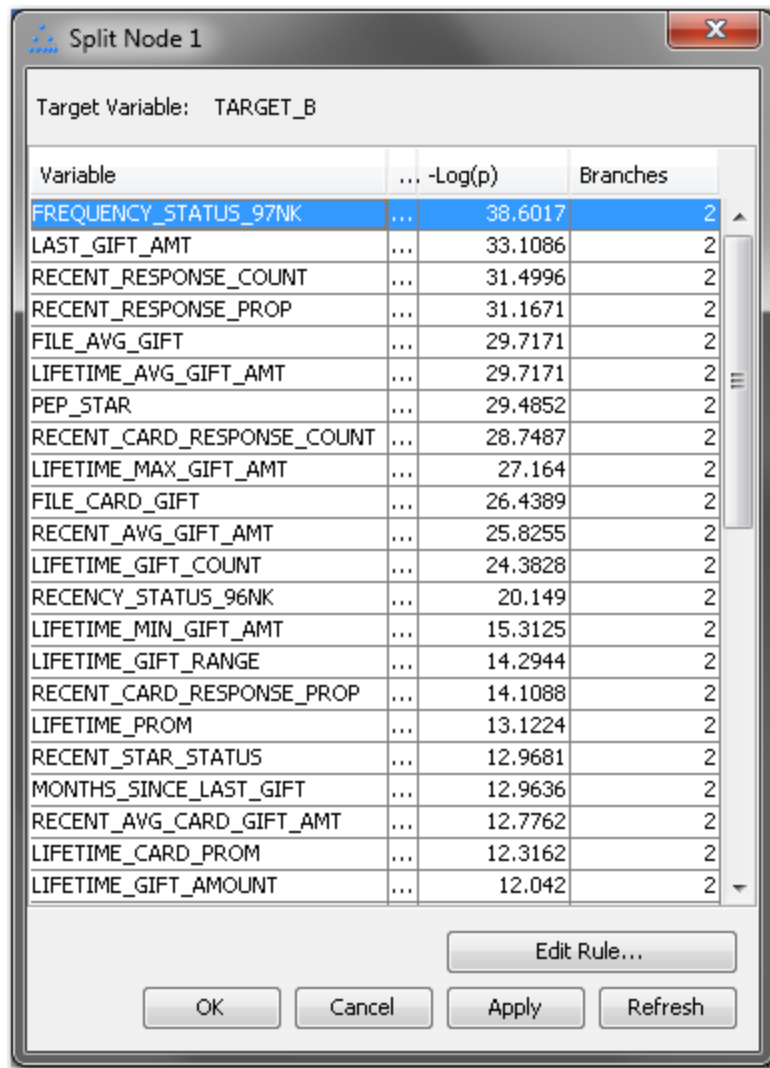 Split Node 1
Target Variable: TARGET_B
Variable ... -Log(p) Branches
FREQUENCY_STATUS_97NK ... 38.6017 2
LAST_GIFT_AMT ... 33.1086 2
RECENT_RESPONSE_COUNT ... 31.4996 2
RECENT_RESPONSE_PROP ... 31.1671 2
FILE_AVG_GIFT ... 29.7171 2
LIFETIME_AVG_GIFT_AMT ... 29.7171 2
PEP_STAR ... 29.4852 2
RECENT_CARD_RESPONSE_COUNT ... 28.7487 2
LIFETIME_MAX_GIFT_AMT ... 27.164 2
FILE_CARD_GIFT ... 26.4389 2
RECENT_AVG_GIFT_AMT ... 25.8255 2
LIFETIME_GIFT_COUNT ... 24.3828 2
RECENCY_STATUS_96NK ... 20.149 2
LIFETIME_MIN_GIFT_AMT ... 15.3125 2
LIFETIME_GIFT_RANGE ... 14.2944 2
RECENT_CARD_RESPONSE_PROP ... 14.1088 2
LIFETIME_PROM ... 13.1224 2
RECENT_STAR_STATUS ... 12.9681 2
MONTHS_SINCE_LAST_GIFT ... 12.9636 2
RECENT_AVG_CARD_GIFT_AMT ... 12.7762 2
LIFETIME_CARD_PROM ... 12.3162 2
LIFETIME_GIFT_AMOUNT ... 12.042 2
Edit Rule...
OK Cancel Apply Refresh